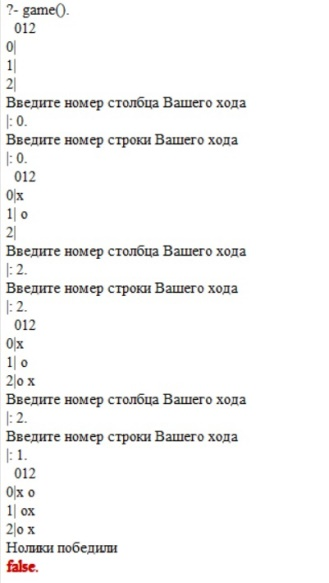 ?- game().
012
0|
1|
2|
Введите номер столбца Вашего хода
|: 0.
Введите номер строки Вашего хода
|: 0.
012
0|x
1| o
2|
Введите номер столбца Вашего хода
|: 2.
Введите номер строки Вашего хода
|: 2.
012
0|x
1| o
2|o x
Введите номер столбца Вашего хода
|: 2.
Введите номер строки Вашего хода
|: 1.
012
0|x o
1| ox
2|o x
Нолики победили
false.